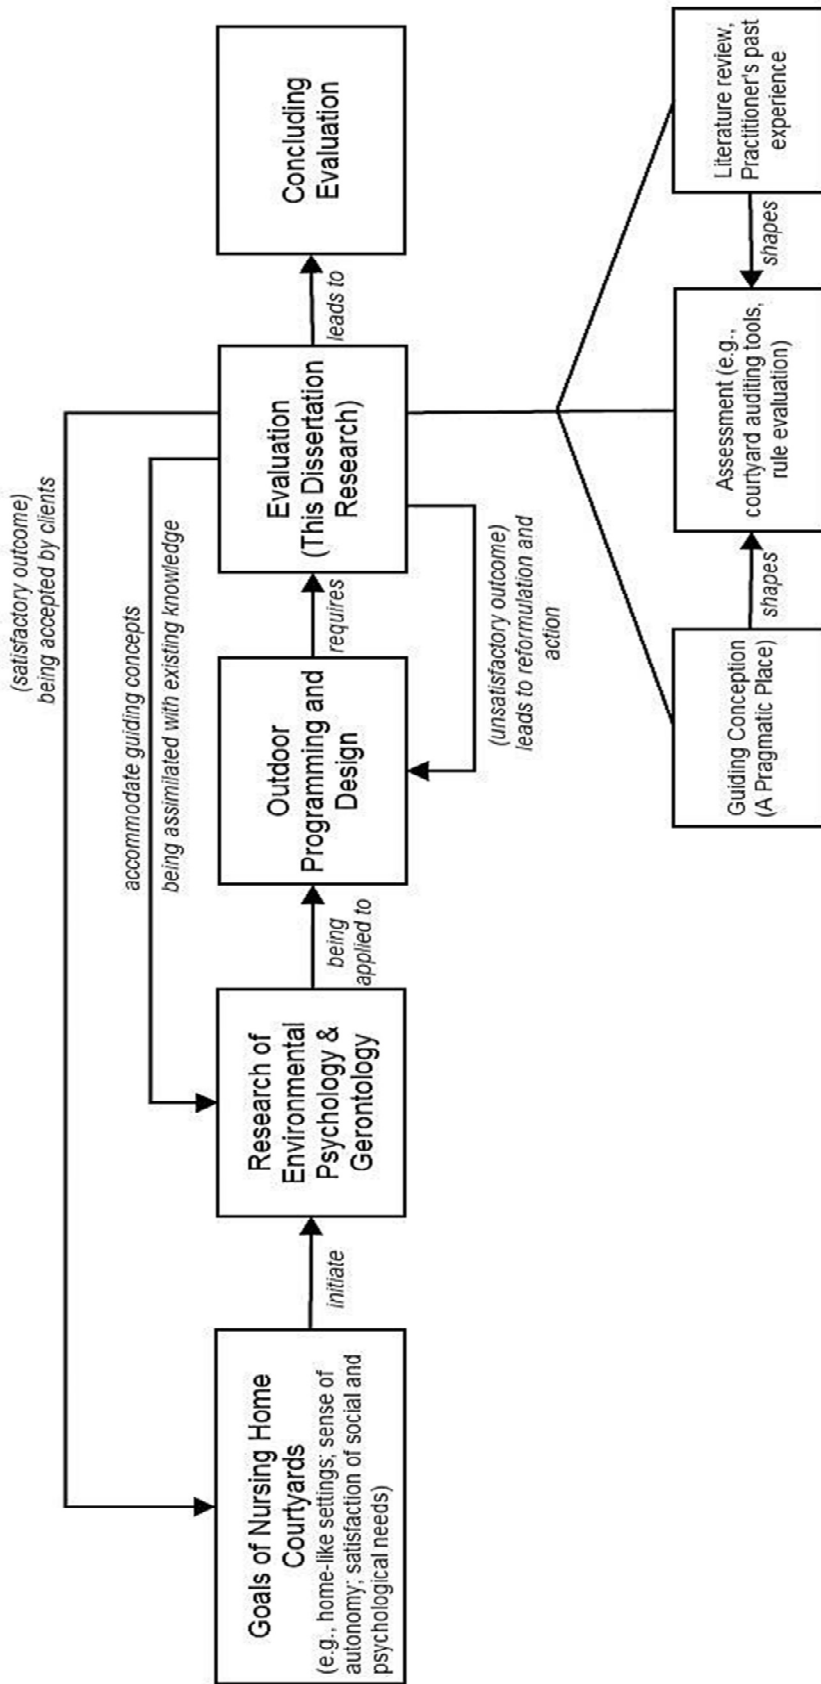 (satisfactory outcome)
being accepted by clients
accommodate guiding concepts
being assimilated with existing knowledge
Goals of Nursing Home
Courtyards
(e.g., home-like settings; sense of
autonomy; satisfaction of social and
psychological needs)
initiate
Research of
Environmental
Psychology &
Gerontology
being
applied to
Outdoor
Programming and
Design
requires
Evaluation
(This Dissertation
Research)
leads to
Concluding
Evaluation
(unsatisfactory outcome)
leads to reformulation and
action
Guiding Conception
(A Pragmatic Place)
shapes
Assessment (e.g.,
courtyard auditing tools,
rule evaluation)
shapes
Literature review,
Practitioner's past
experience